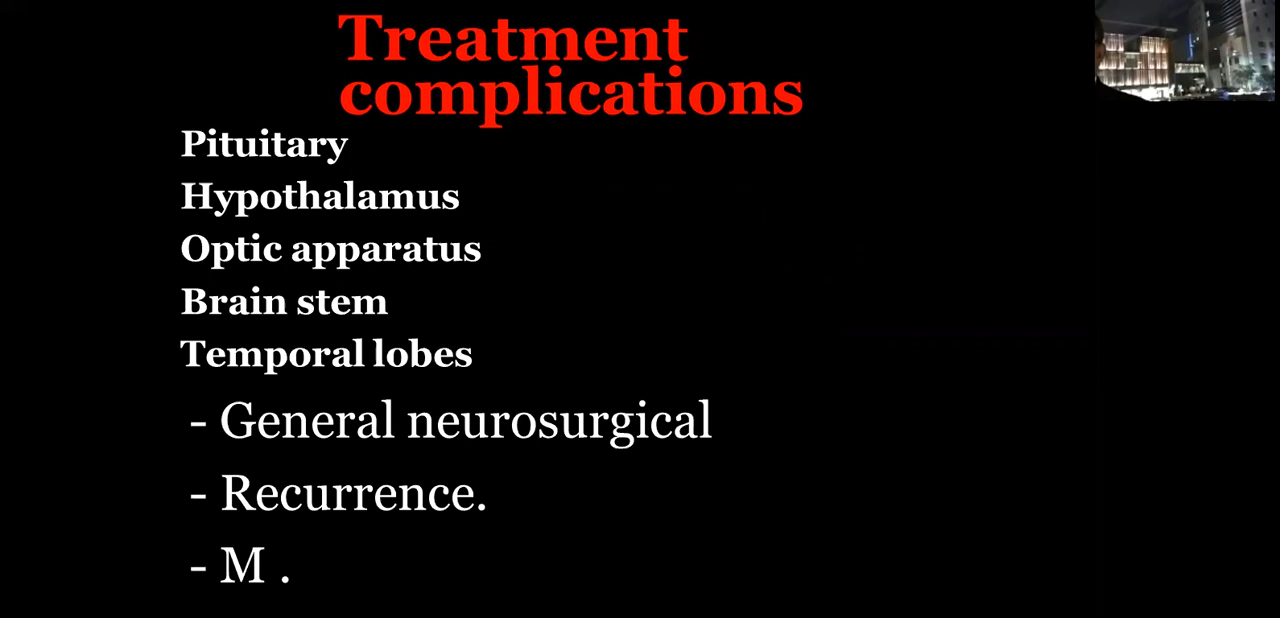 Treatment
complications
Pituitary
Hypothalamus
Optic apparatus
Brain stem
Temporal lobes
- General neurosurgical
- Recurrence.
- M .